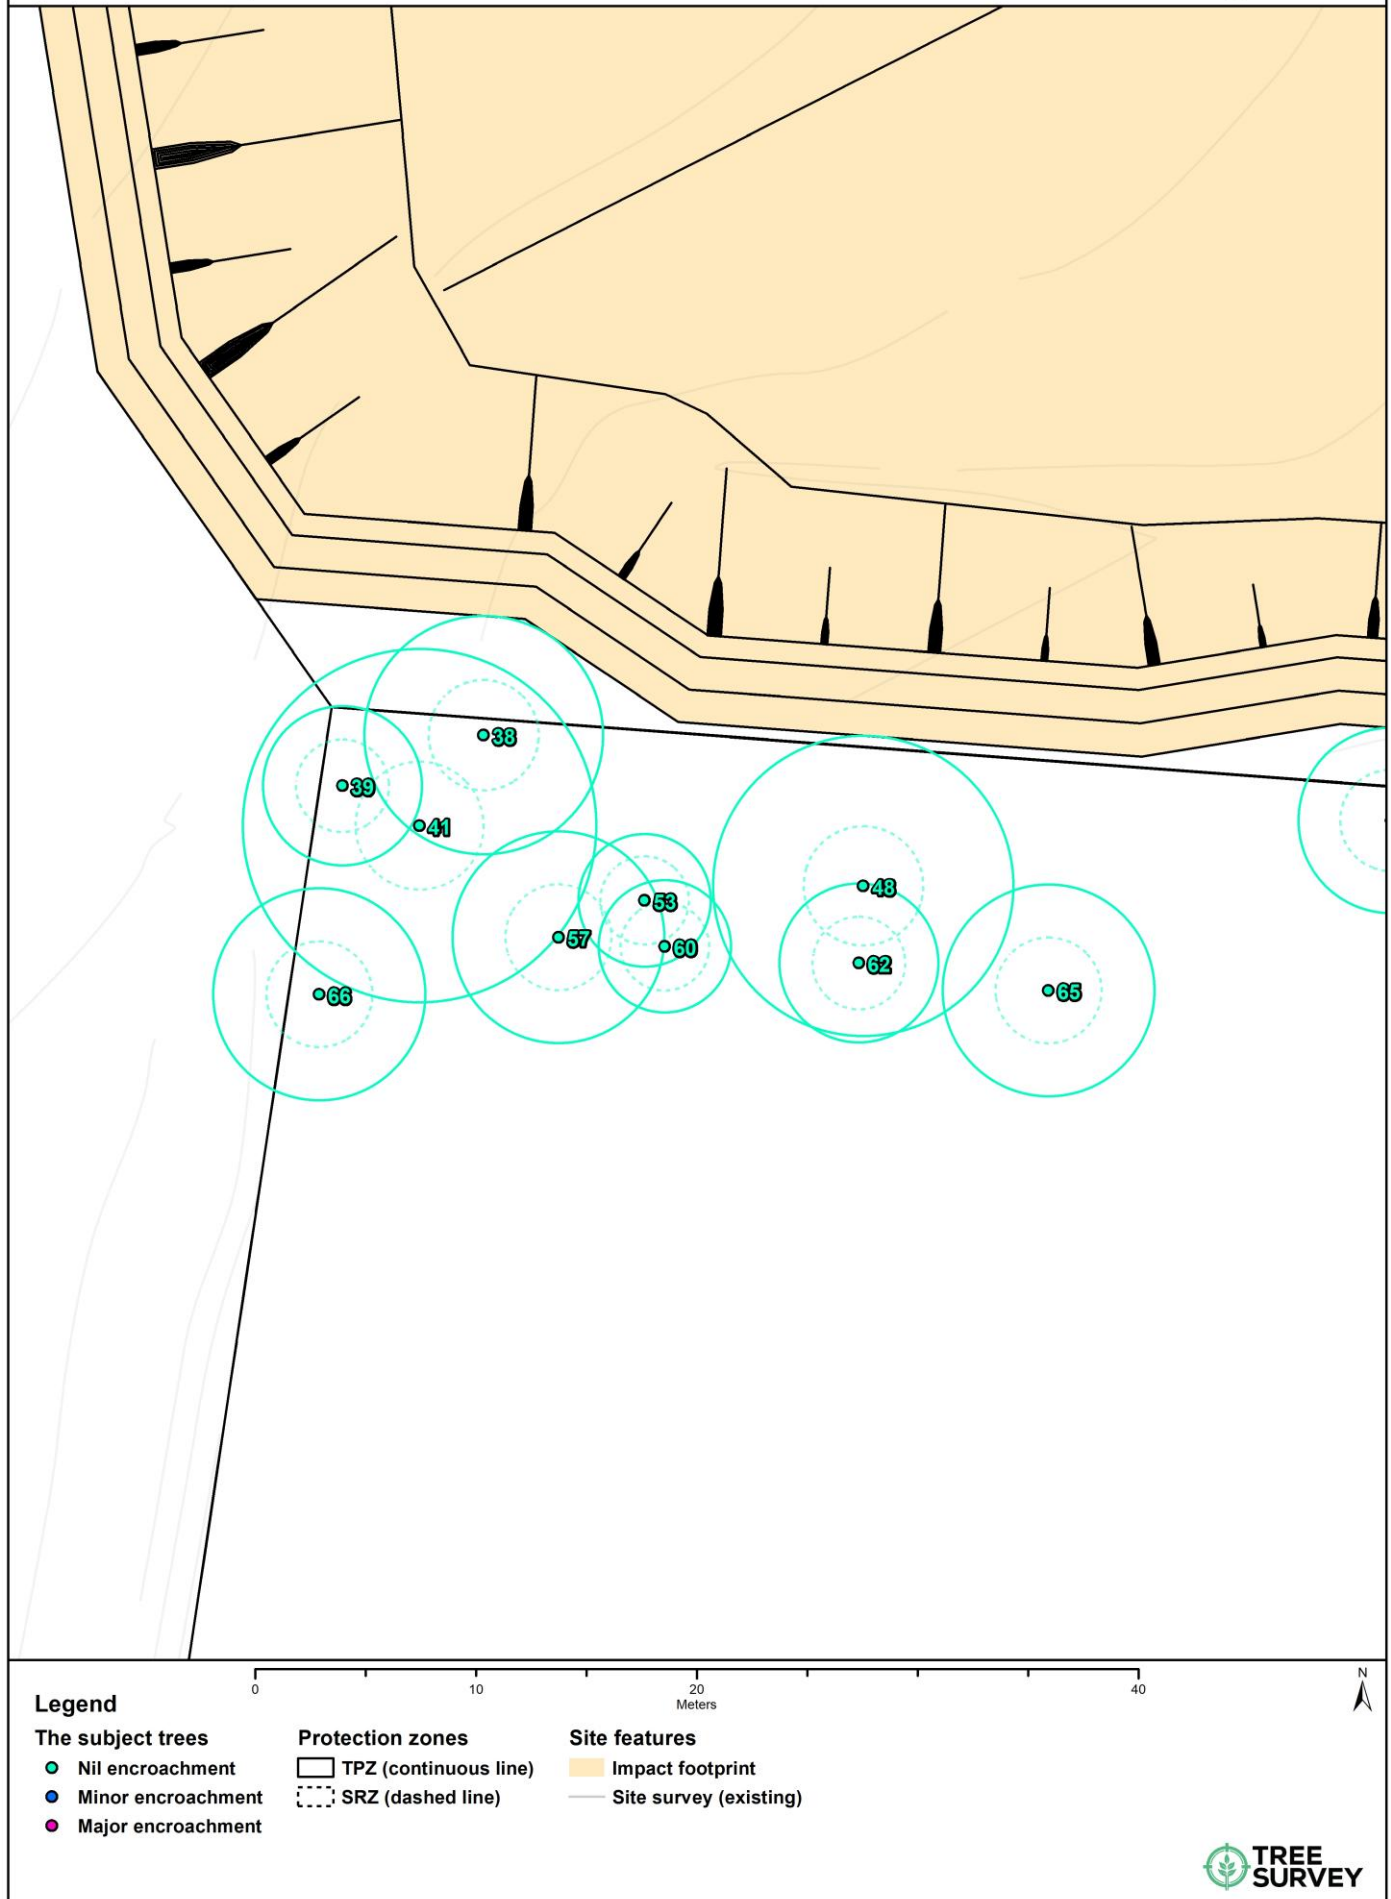 38
39
41
53
48
57
60
62
66
65
0
10
20
40
Meters
N
Legend
The subject trees
Nil encroachment
Minor encroachment
Major encroachment
Protection zones
TPZ (continuous line)
SRZ (dashed line)
Site features
Impact footprint
Site survey (existing)
TREE
SURVEY